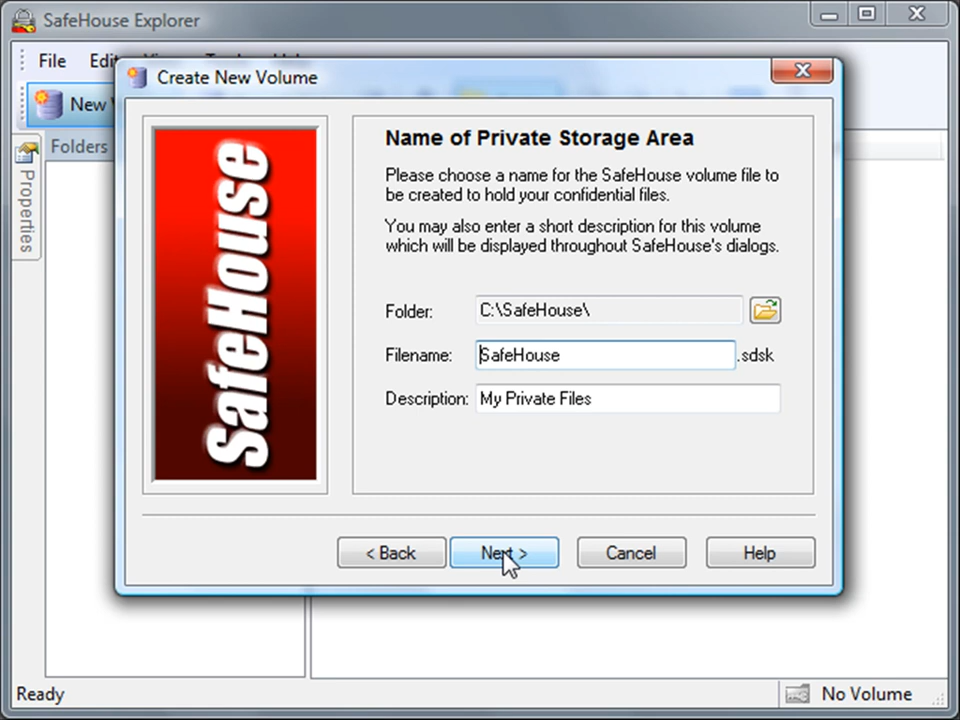 SafeHouse Explorer
File Edit
New
Folders
Properties
Create New Volume
SafeHouse
Name of Private Storage Area
Please choose a name for the SafeHouse volume file to
be created to hold your confidential files.
You may also enter a short description for this volume
which will be displayed throughout SafeHouse's dialogs.
Folder: C:\SafeHouse\
Filename: SafeHouse .sdsk
Description: My Private Files
< Back Next > Cancel Help
Ready No Volume